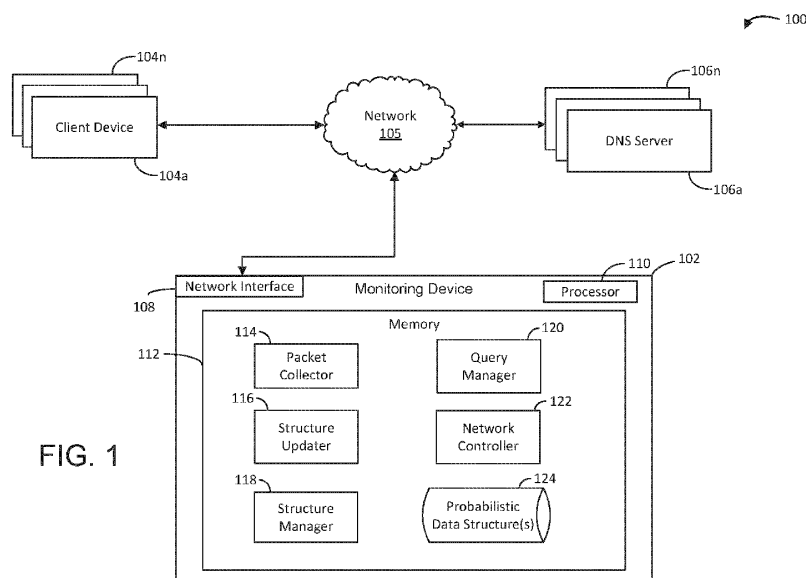 100
104n
106n
Client Device
Network
105
DNS Server
104a
106a
110
102
Network Interface
Monitoring Device
Processor
108
Memory
112
114
120
Packet
Collector
Query
Manager
116
122
Structure
Updater
Network
Controller
FIG. 1
118
124
Structure
Manager
Probabilistic
Data Structure(s)